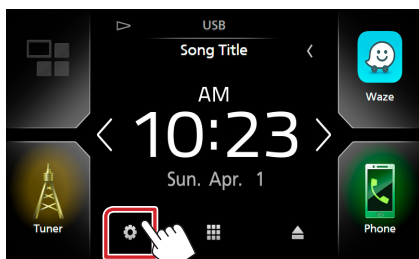 USB
Song Title
AM
10:23
Sun. Apr. 1
Waze
Tuner
Phone